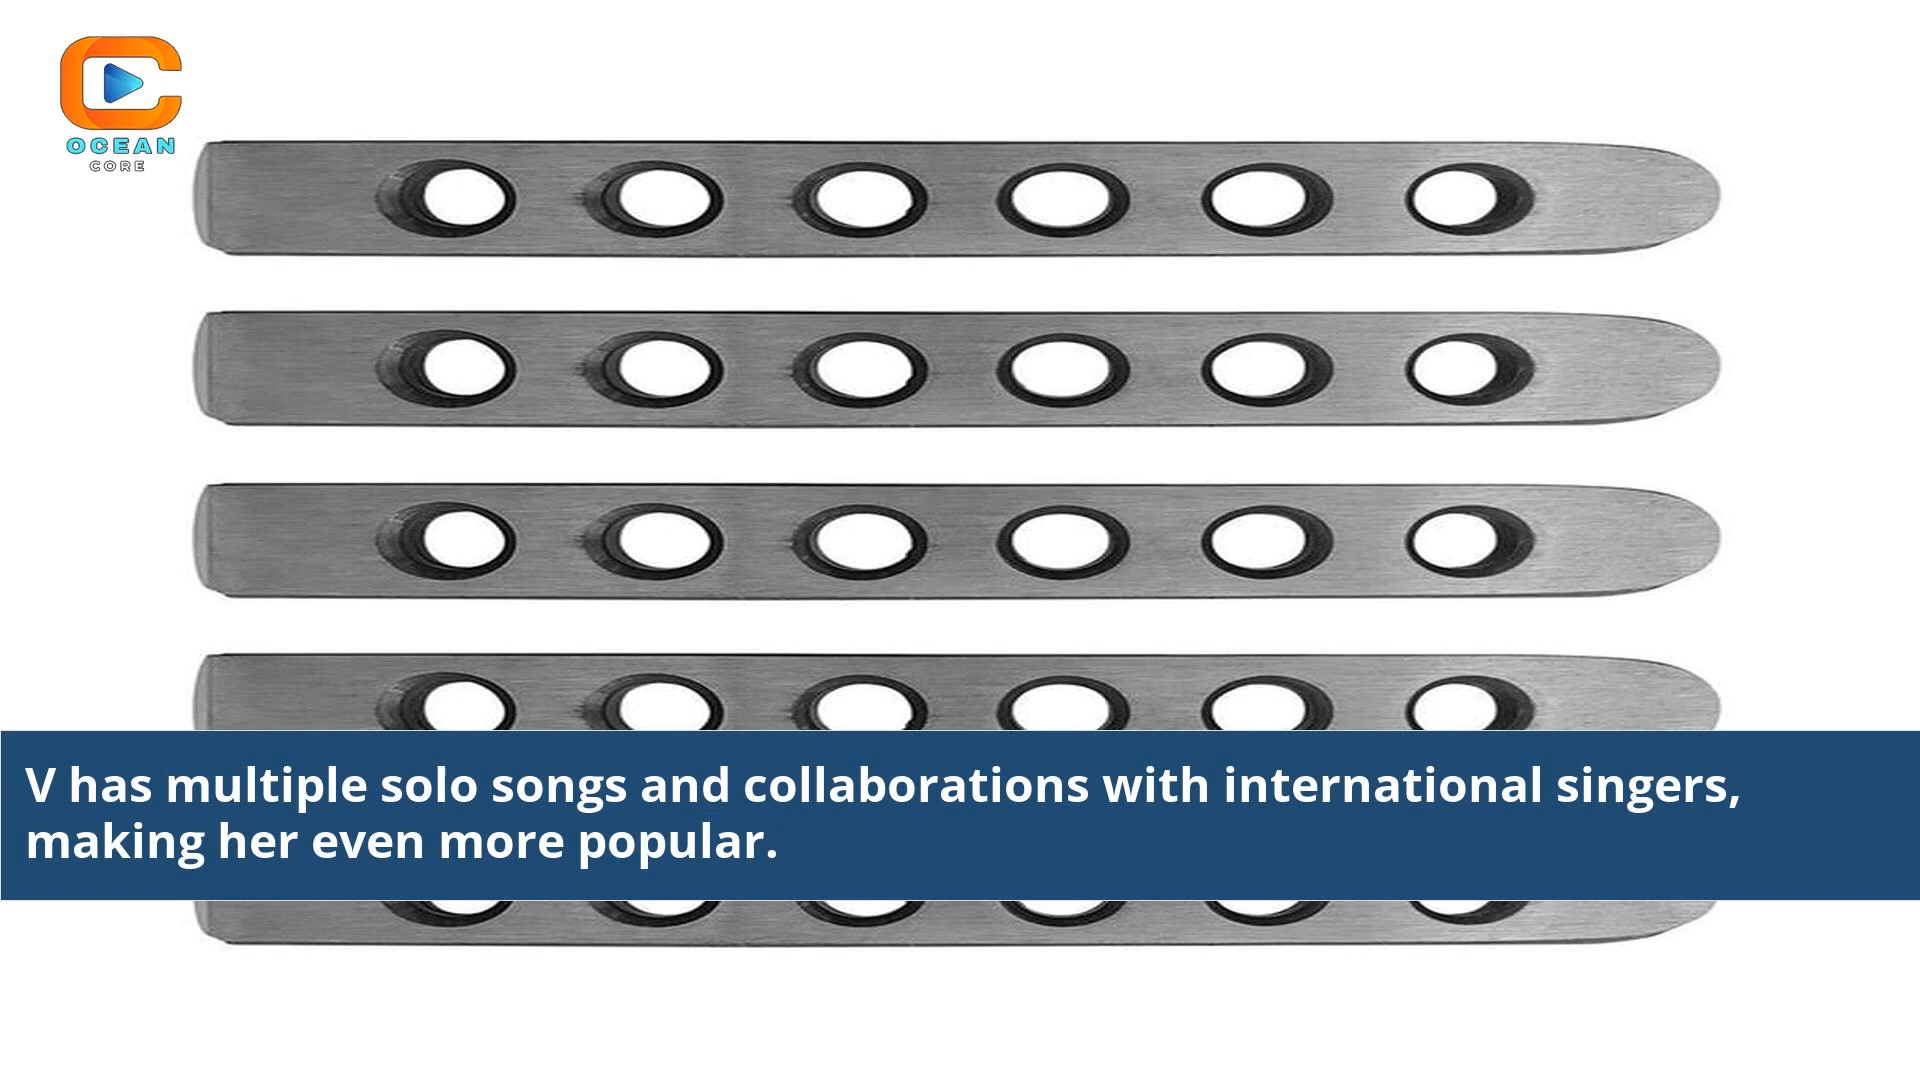 OCEAN
CORE
V has multiple solo songs and collaborations with international singers,
making her even more popular.